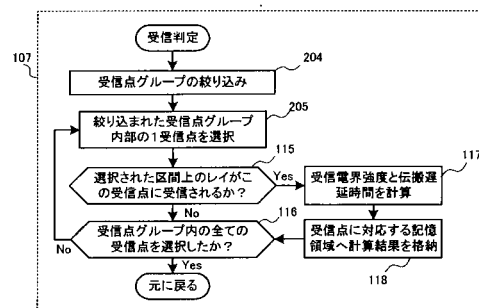 受信判定
107
204
受信点グループの絞り込み
205
絞り込まれた受信点グループ
内部の1受信点を選択
115
選択された区間上のレイがこ
の受信点に受信されるか?
Yes
117
受信電界強度と伝搬遅
延時間を計算
No
116
受信点グループ内の全ての
受信点を選択したか?
No
受信点に対応する記憶
領域へ計算結果を格納
118
Yes
元に戻る